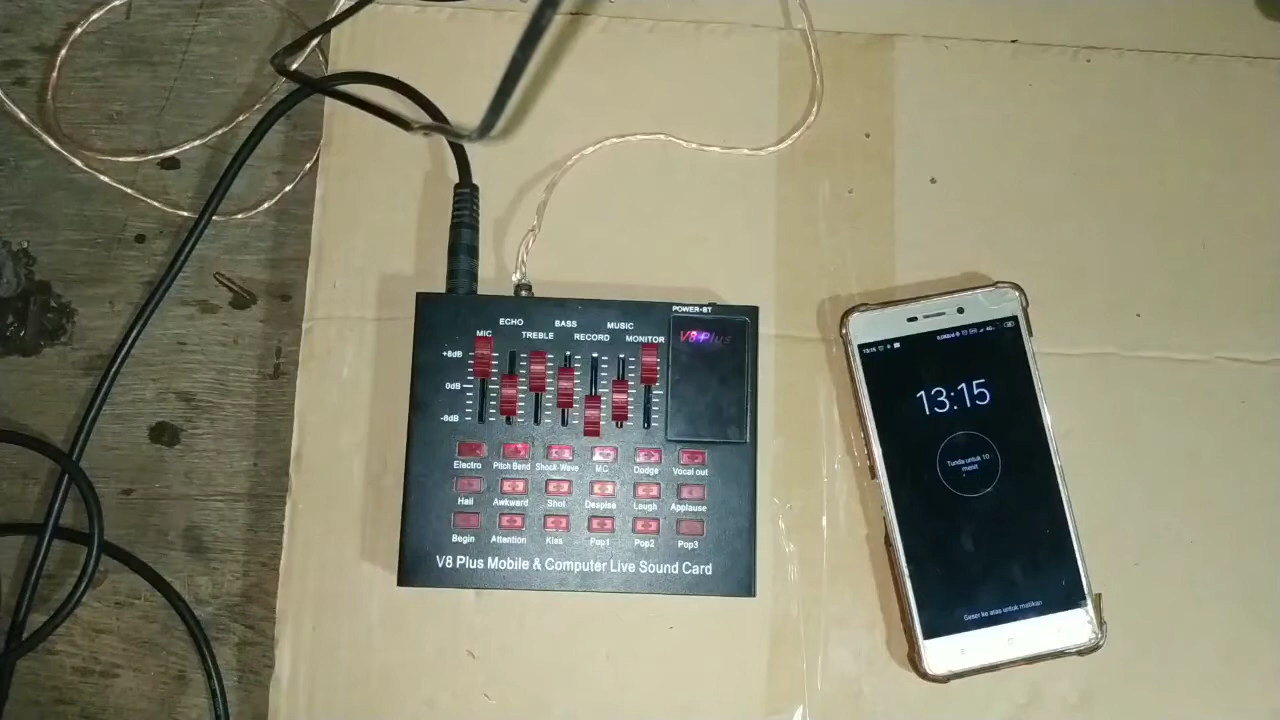 POWER-BT
ECHO BASS MUSIC
MIC TREBLE RECORD MONITOR
V8 Plus
+8dB
0dB
-8dB
Electro Pitch Bend Shock-Wave MC Dodge Vocal out
Hail Awkward Shot Despise Laugh Applause
Begin Attention Kiss Pop1 Pop2 Pop3
V8 Plus Mobile & Computer Live Sound Card
13:15
13:15
Tunda untuk 10
menit
Geser ke atas untuk matikan